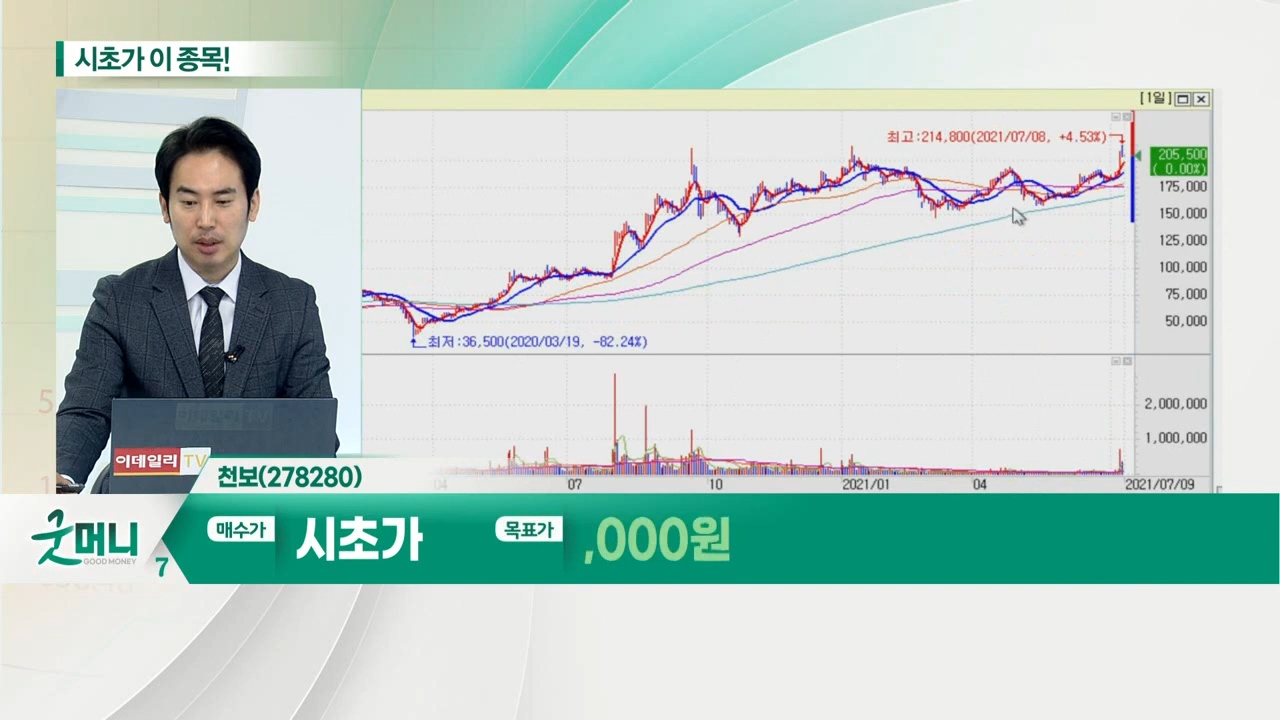 시초가 이 종목!
[1일]
최고:214,800(2021/07/08, +4.53%)
205,500
( 0.00%)
175,000
150,000
125,000
100,000
75,000
50,000
최저:36,500(2020/03/19, -82.24%)
2,000,000
1,000,000
04
07
10
2021/01
04
2021/07/09
이데일리TV
천보(278280)
굿머니
GOOD MONEY
7
매수가
시초가
목표가
,000원